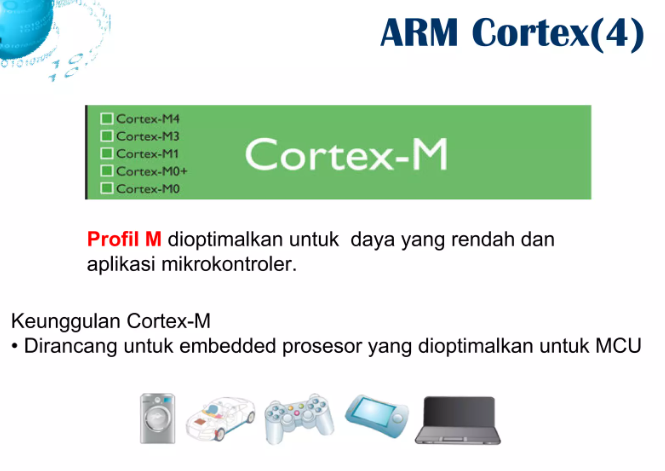 ARM Cortex(4)
Cortex-M4
Cortex-M3
Cortex-M1
Cortex-M0+
Cortex-M0
Cortex-M
Profil M dioptimalkan untuk daya yang rendah dan
aplikasi mikrokontroler.
Keunggulan Cortex-M
• Dirancang untuk embedded prosesor yang dioptimalkan untuk MCU